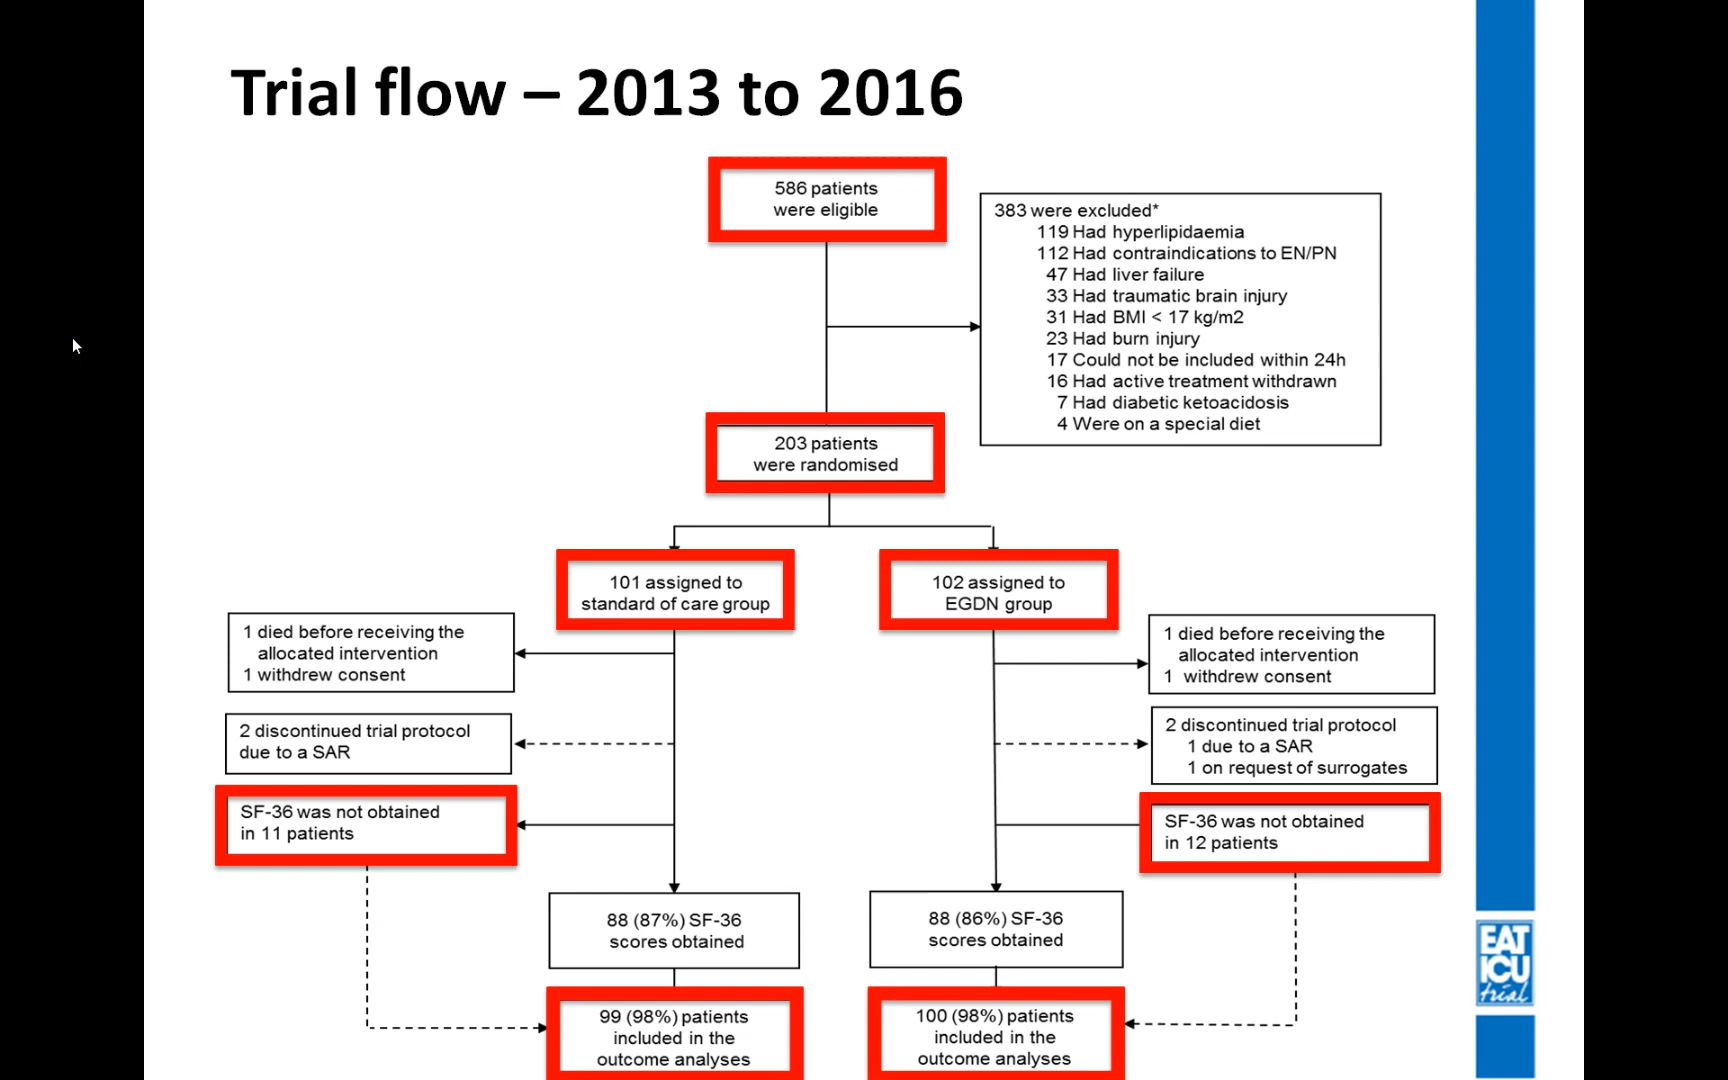 Trial flow – 2013 to 2016
586 patients
were eligible
383 were excluded*
119 Had hyperlipidaemia
112 Had contraindications to EN/PN
47 Had liver failure
33 Had traumatic brain injury
31 Had BMI < 17 kg/m2
23 Had burn injury
17 Could not be included within 24h
16 Had active treatment withdrawn
7 Had diabetic ketoacidosis
4 Were on a special diet
203 patients
were randomised
101 assigned to
standard of care group
102 assigned to
EGDN group
1 died before receiving the
allocated intervention
1 withdrew consent
1 died before receiving the
allocated intervention
1 withdrew consent
2 discontinued trial protocol
due to a SAR
2 discontinued trial protocol
1 due to a SAR
1 on request of surrogates
SF-36 was not obtained
in 11 patients
SF-36 was not obtained
in 12 patients
88 (87%) SF-36
scores obtained
88 (86%) SF-36
scores obtained
99 (98%) patients
included in the
outcome analyses
100 (98%) patients
included in the
outcome analyses
EAT
ICU
trial